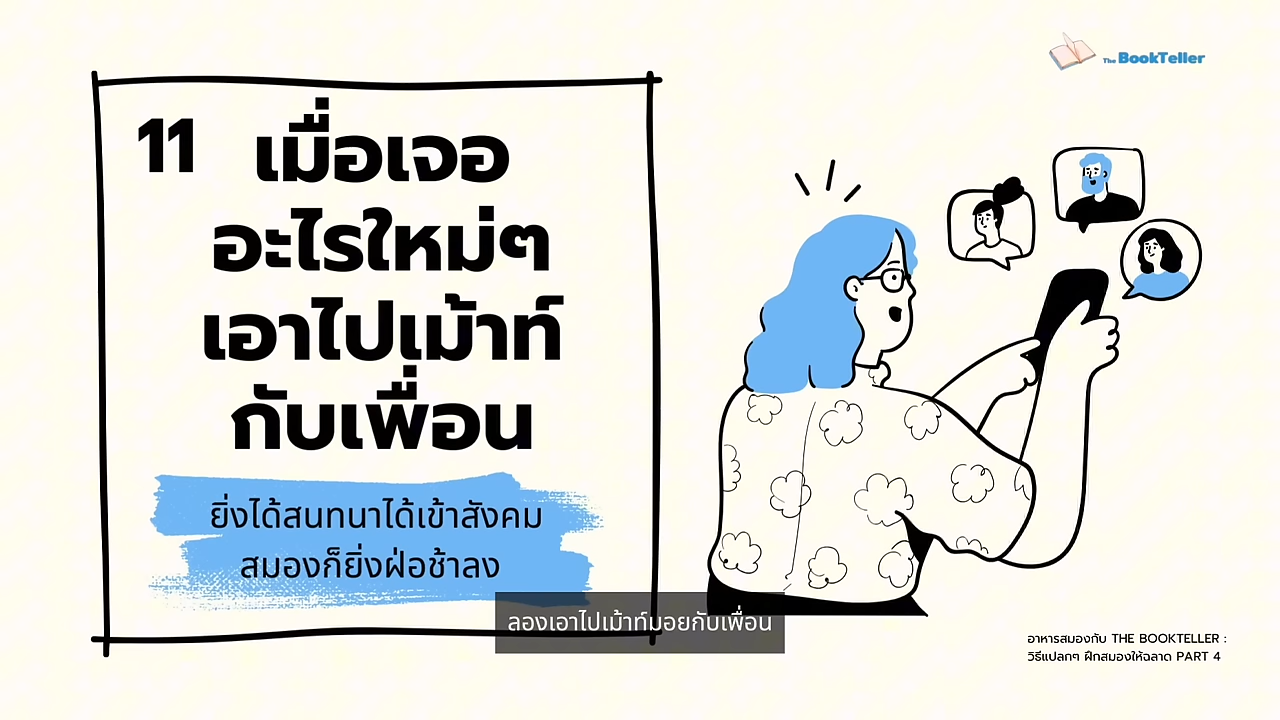 The BookTeller
11 เมื่อเจอ
อะไรใหม่ๆ
เอาไปเม้าท์
กับเพื่อน
ยิ่งได้สนทนาได้เข้าสังคม
สมองก็ยิ่งฝ่อช้าลง
ลองเอาไปเม้าท์มอยกับเพื่อน
อาหารสมองกับ THE BOOKTELLER :
วิธีแปลกๆ ฝึกสมองให้ฉลาด PART 4